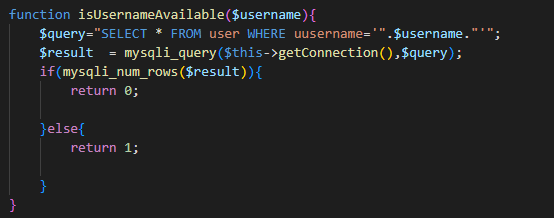 function isUsernameAvailable($username){
$query="SELECT * FROM user WHERE uusername='".$username."'";
$result  = mysqli_query($this->getConnection(),$query);
if(mysqli_num_rows($result)){
return 0;
}else{
return 1;
}
}